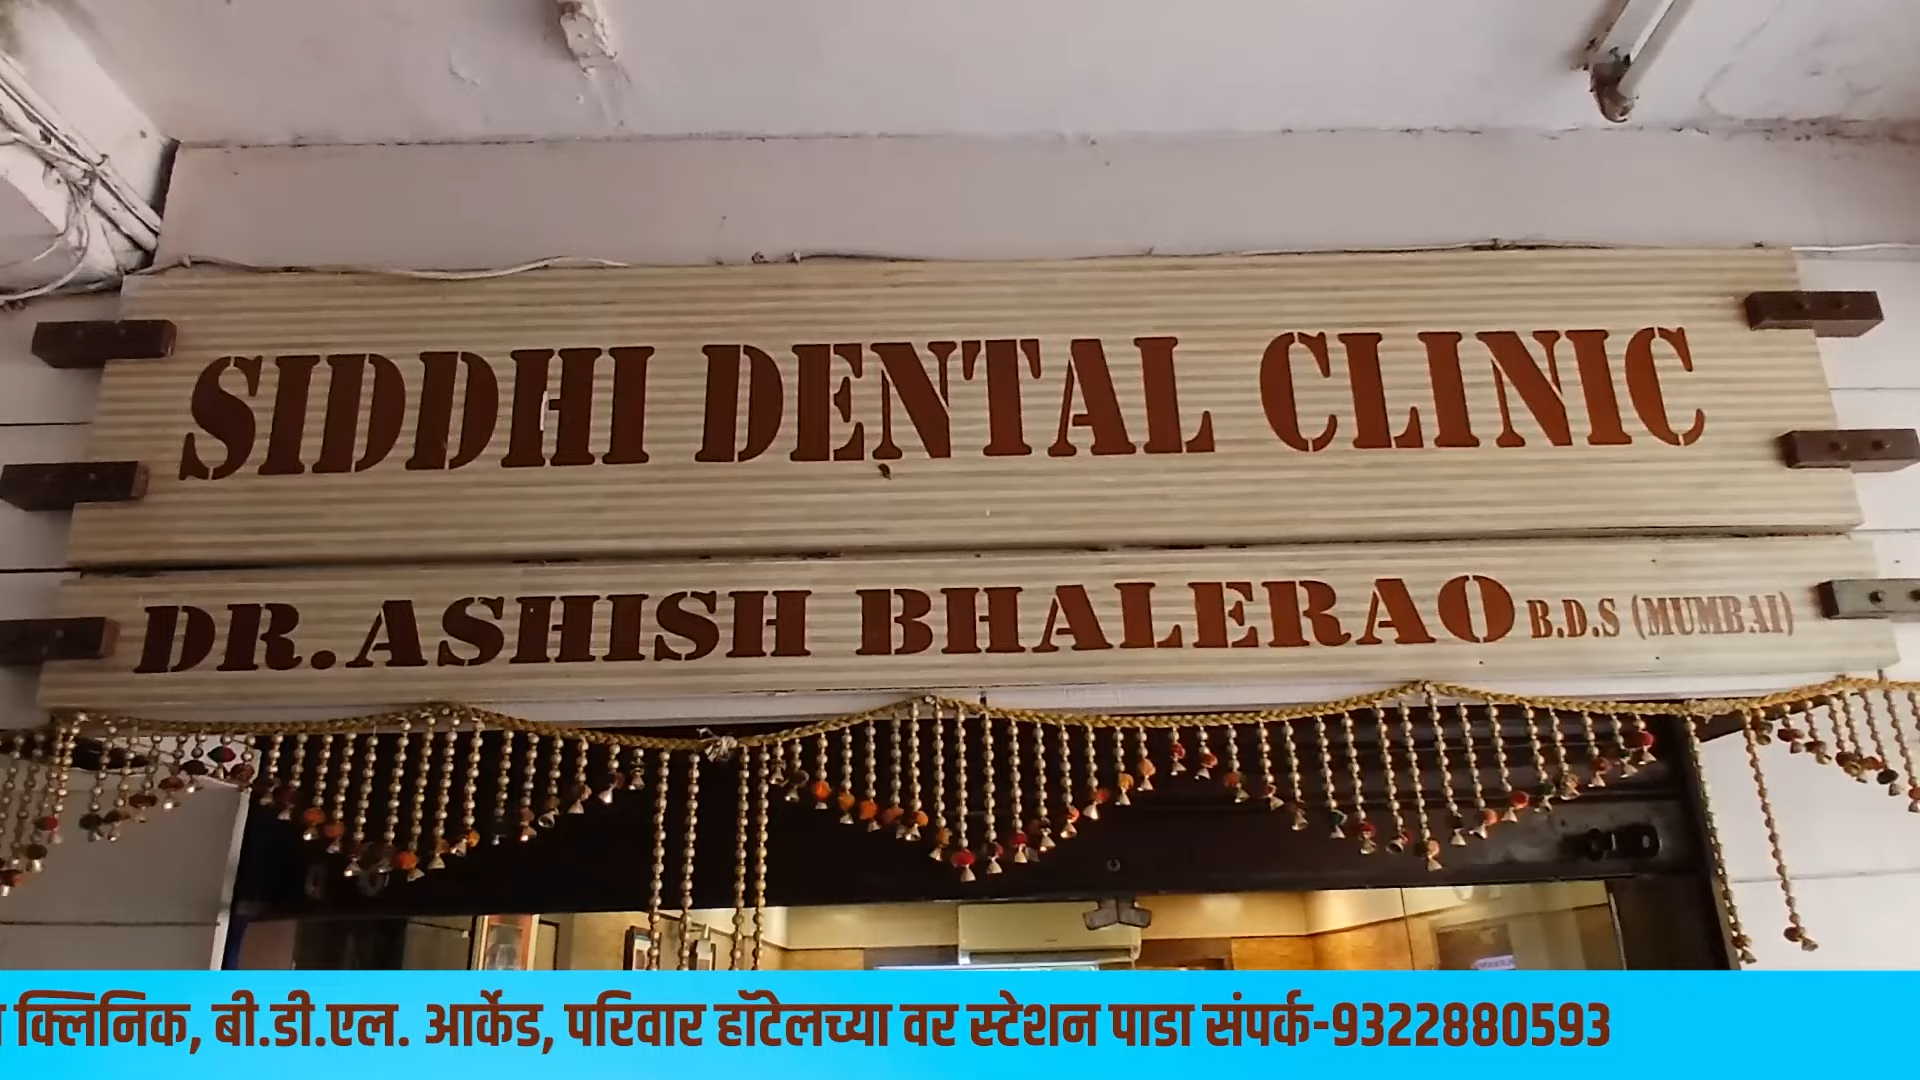 SIDDHI DENTAL CLINIC
DR. ASHISH BHALERAO B.D.S (MUMBAI)
क्लिनिक, बी.डी.एल. आर्केड, परिवार हॉटेलच्या वर स्टेशन पाडा संपर्क-9322880593